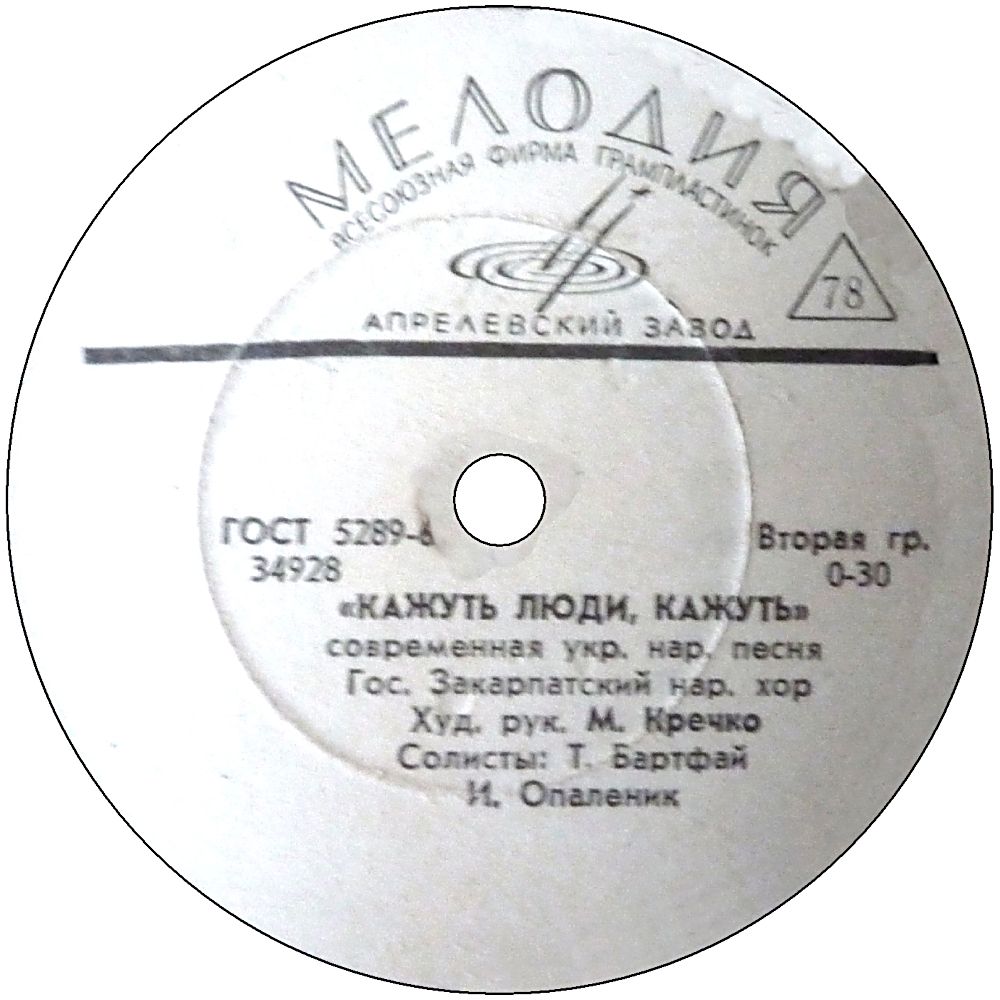 МЕЛОДИЯ
ВСЕСОЮЗНАЯ ФИРМА ГРАМПЛАСТИНОК
78
АПРЕЛЕВСКИЙ ЗАВОД
ГОСТ 5289-6 Вторая гр.
34928 0-30
«КАЖУТЬ ЛЮДИ, КАЖУТЬ»
современная укр. нар. песня
Гос. Закарпатский нар. хор
Худ. рук. М. Кречко
Солисты: Т. Бартфай
И. Опаленик